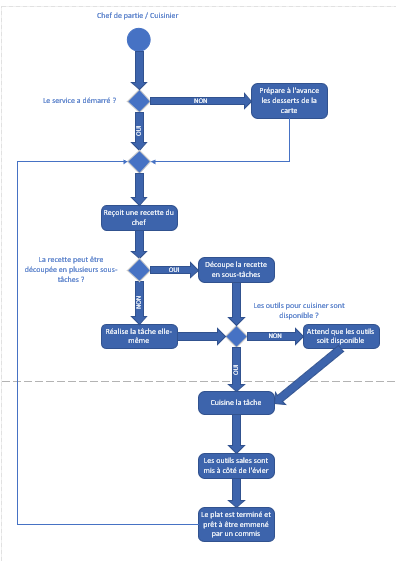 Chef de partie / Cuisinier
Le service a démarré ?
NON
Prépare à l'avance
les desserts de la
carte
OUI
Reçoit une recette du
chef
La recette peut être
découpée en plusieurs sous-
tâches ?
OUI
Découpe la recette
en sous-tâches
NON
Les outils pour cuisiner sont
disponible ?
Réalise la tâche elle-
même
NON
Attend que les outils
soit disponible
OUI
Cuisine la tâche
Les outils sales sont
mis à côté de l'évier
Le plat est terminé et
prêt à être emmené
par un commis